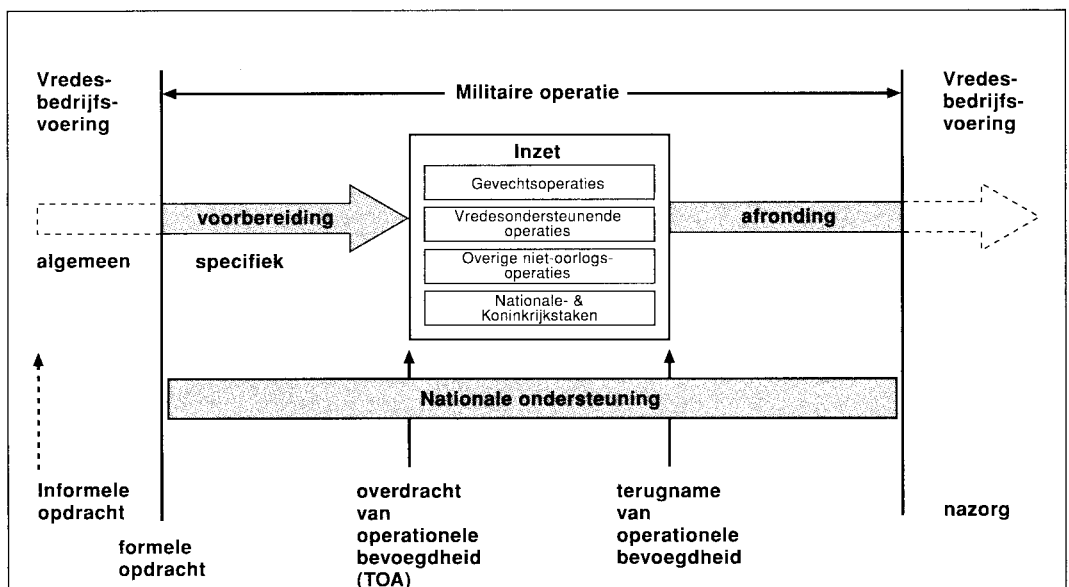 Vredes-
bedrijfs-
voering
Militaire operatie
Vredes-
bedrijfs-
voering
Inzet
Gevechtsoperaties
Vredesondersteunende
operaties
Overige niet-oorlogs-
operaties
Nationale- &
Koninkrijkstaken
voorbereiding
afronding
algemeen
specifiek
Nationale ondersteuning
Informele
opdracht
formele
opdracht
overdracht
van
operationele
bevoegdheid
(TOA)
terugname
van
operationele
bevoegdheid
nazorg